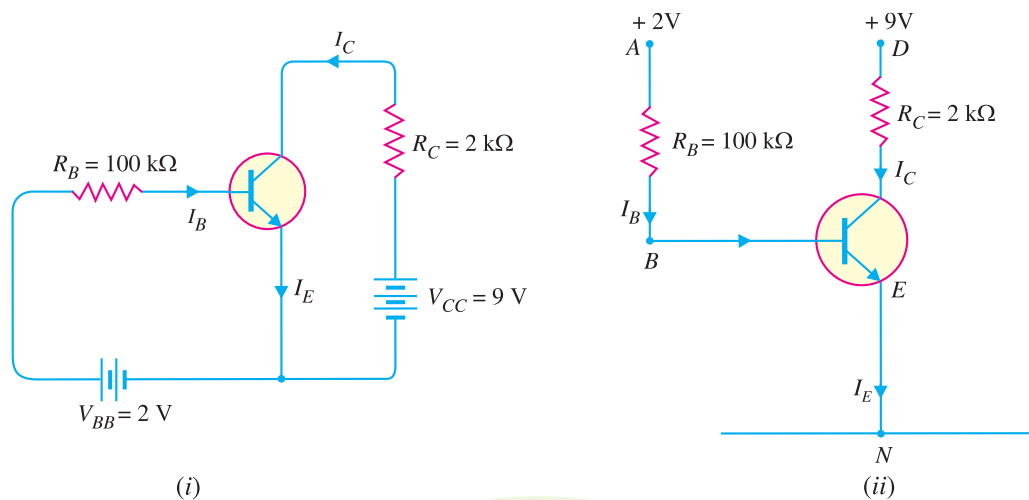 I_C
R_B = 100 kΩ
R_C = 2 kΩ
I_B
I_E
V_CC = 9 V
V_BB = 2 V
(i)
+ 2V
+ 9V
A
D
R_B = 100 kΩ
R_C = 2 kΩ
I_C
I_B
B
E
I_E
N
(ii)